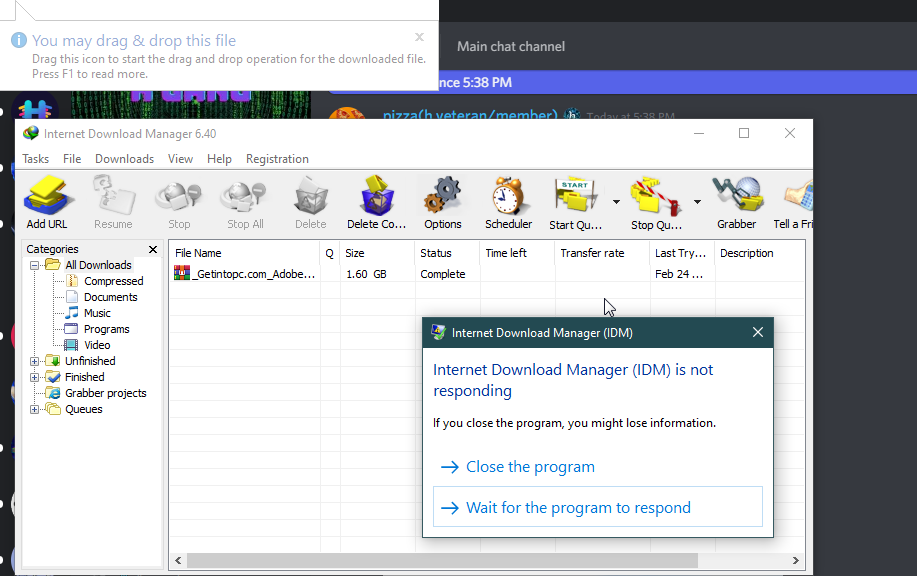 You may drag & drop this file
Drag this icon to start the drag and drop operation for the downloaded file.
Press F1 to read more.
Main chat channel
nce 5:38 PM
pizza(h veteran/member)
Today at 5:38 PM
Internet Download Manager 6.40
Tasks File Downloads View Help Registration
Add URL Resume Stop Stop All Delete Delete Co... Options Scheduler Start Qu... Stop Qu... Grabber Tell a Fri
Categories
All Downloads
Compressed
Documents
Music
Programs
Video
Unfinished
Finished
Grabber projects
Queues
File Name Q Size Status Time left Transfer rate Last Try... Description
_Getintopc.com_Adobe... 1.60 GB Complete Feb 24 ...
Internet Download Manager (IDM)
Internet Download Manager (IDM) is not
responding
If you close the program, you might lose information.
Close the program
Wait for the program to respond